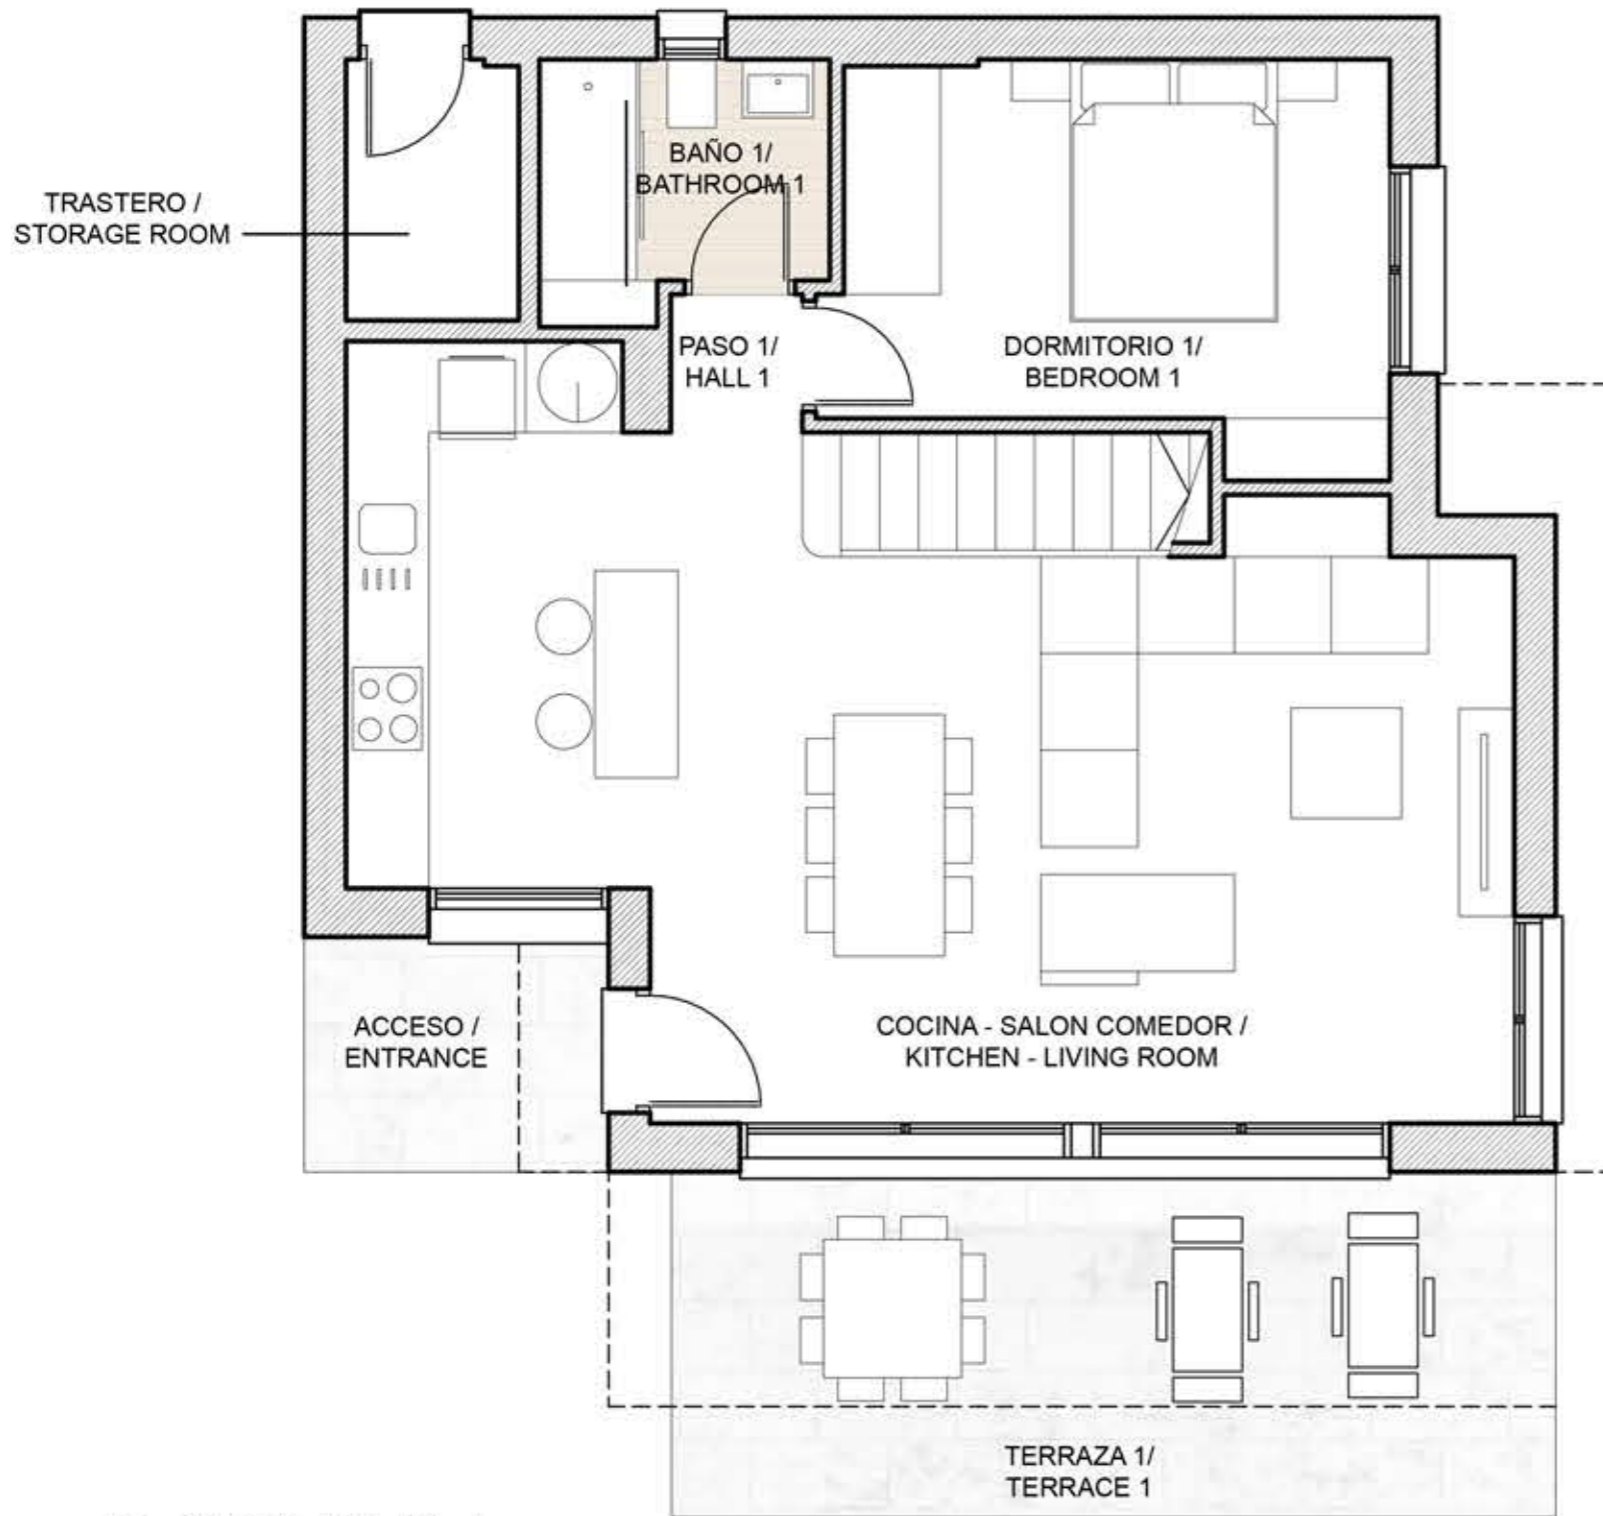 BAÑO 1/
BATHROOM 1
TRASTERO /
STORAGE ROOM
PASO 1/
HALL 1
DORMITORIO 1/
BEDROOM 1
ACCESO /
ENTRANCE
COCINA - SALON COMEDOR /
KITCHEN - LIVING ROOM
TERRAZA 1/
TERRACE 1